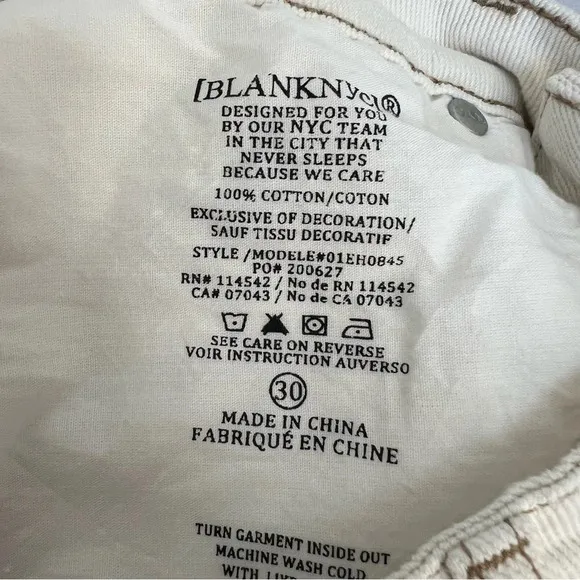 [BLANKNYC]®
DESIGNED FOR YOU
BY OUR NYC TEAM
IN THE CITY THAT
NEVER SLEEPS
BECAUSE WE CARE
100% COTTON/COTON
EXCLUSIVE OF DECORATION/
SAUF TISSU DECORATIF
STYLE /MODELE#01EH0845
PO# 200627
RN# 114542 / No de RN 114542
CA# 07043 / No de CA 07043
SEE CARE ON REVERSE
VOIR INSTRUCTION AUVERSO
30
MADE IN CHINA
FABRIQUÉ EN CHINE
TURN GARMENT INSIDE OUT
MACHINE WASH COLD
WITH